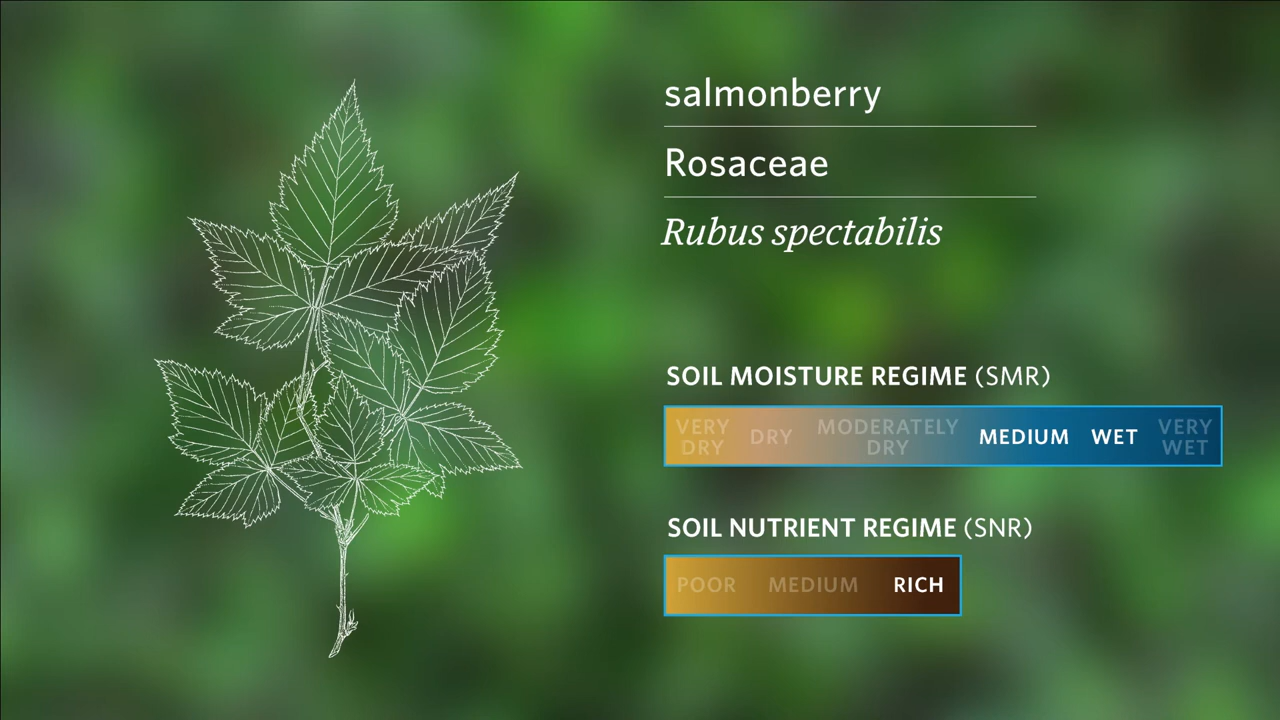 salmonberry
Rosaceae
Rubus spectabilis
SOIL MOISTURE REGIME (SMR)
VERY DRY DRY MODERATELY DRY MEDIUM WET VERY WET
SOIL NUTRIENT REGIME (SNR)
POOR MEDIUM RICH